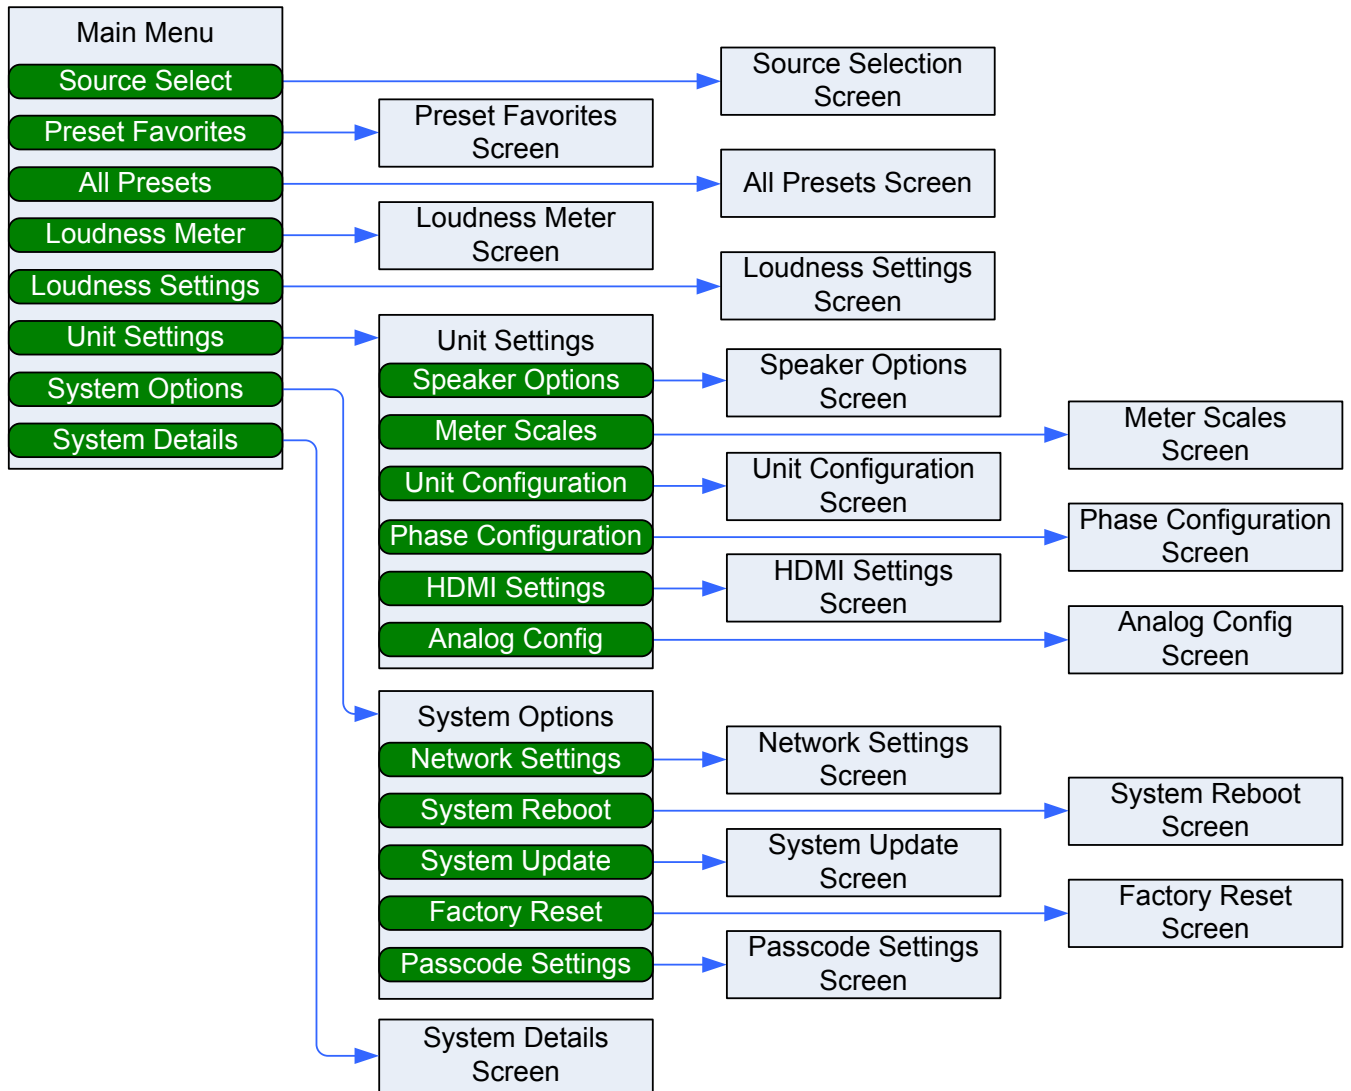 Main Menu
Source Select
Preset Favorites
All Presets
Loudness Meter
Loudness Settings
Unit Settings
System Options
System Details
Source Selection
Screen
Preset Favorites
Screen
All Presets Screen
Loudness Meter
Screen
Loudness Settings
Screen
Unit Settings
Speaker Options
Meter Scales
Unit Configuration
Phase Configuration
HDMI Settings
Analog Config
Speaker Options
Screen
Meter Scales
Screen
Unit Configuration
Screen
Phase Configuration
Screen
HDMI Settings
Screen
Analog Config
Screen
System Options
Network Settings
System Reboot
System Update
Factory Reset
Passcode Settings
Network Settings
Screen
System Reboot
Screen
System Update
Screen
Factory Reset
Screen
Passcode Settings
Screen
System Details
Screen